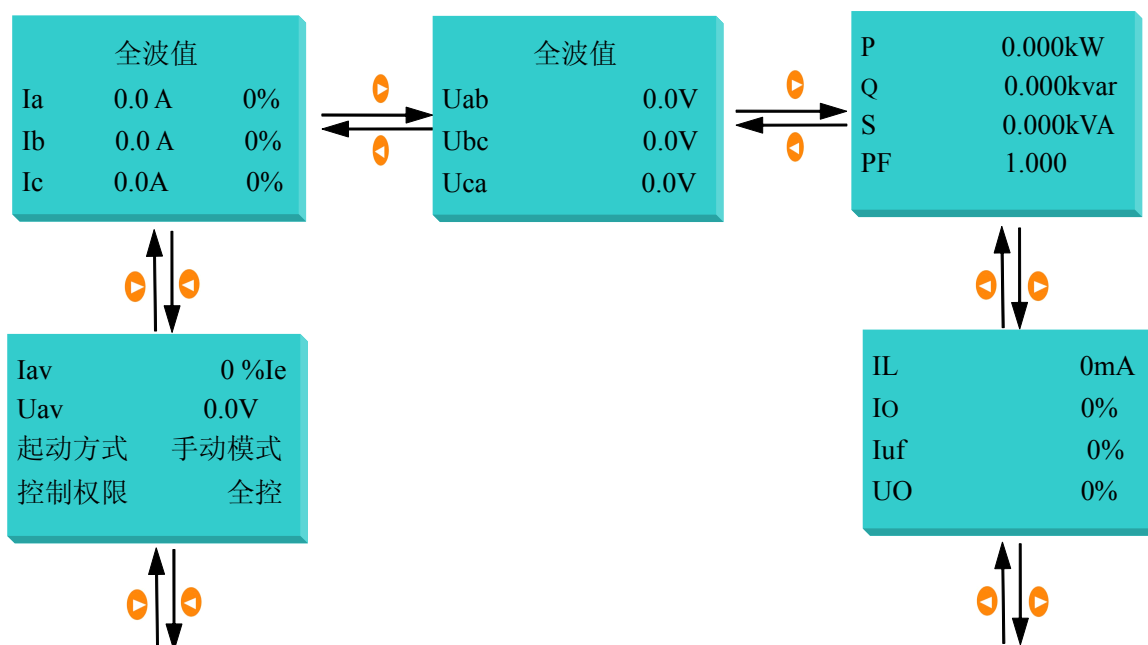 全波值
Ia 0.0 A 0%
Ib 0.0 A 0%
Ic 0.0A 0%
全波值
Uab 0.0V
Ubc 0.0V
Uca 0.0V
P 0.000kW
Q 0.000kvar
S 0.000kVA
PF 1.000
Iav 0 %Ie
Uav 0.0V
起动方式 手动模式
控制权限 全控
IL 0mA
IO 0%
Iuf 0%
UO 0%